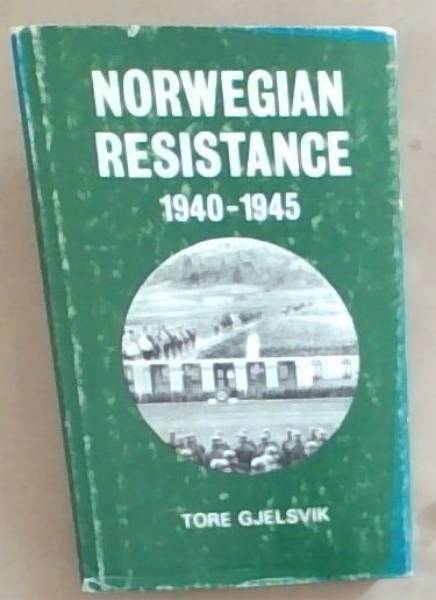 NORWEGIAN
RESISTANCE
1940-1945
TORE GJELSVIK